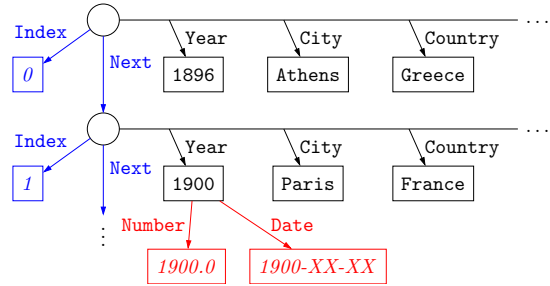 Index Year City Country ...
Next
0 1896 Athens Greece
Index Year City Country ...
Next
1 1900 Paris France
Number Date
1900.0 1900-XX-XX